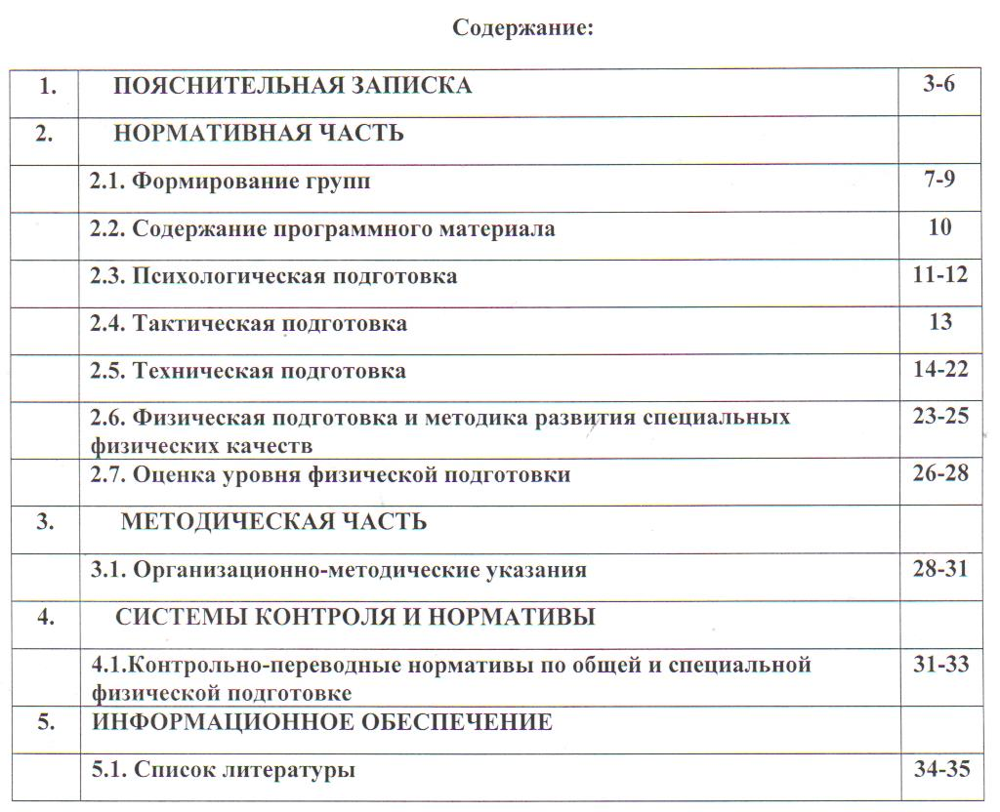 Содержание:
1. ПОЯСНИТЕЛЬНАЯ ЗАПИСКА 3-6
2. НОРМАТИВНАЯ ЧАСТЬ
2.1. Формирование групп 7-9
2.2. Содержание программного материала 10
2.3. Психологическая подготовка 11-12
2.4. Тактическая подготовка 13
2.5. Техническая подготовка 14-22
2.6. Физическая подготовка и методика развития специальных 23-25
физических качеств
2.7. Оценка уровня физической подготовки 26-28
3. МЕТОДИЧЕСКАЯ ЧАСТЬ
3.1. Организационно-методические указания 28-31
4. СИСТЕМЫ КОНТРОЛЯ И НОРМАТИВЫ
4.1.Контрольно-переводные нормативы по общей и специальной 31-33
физической подготовке
5. ИНФОРМАЦИОННОЕ ОБЕСПЕЧЕНИЕ
5.1. Список литературы 34-35